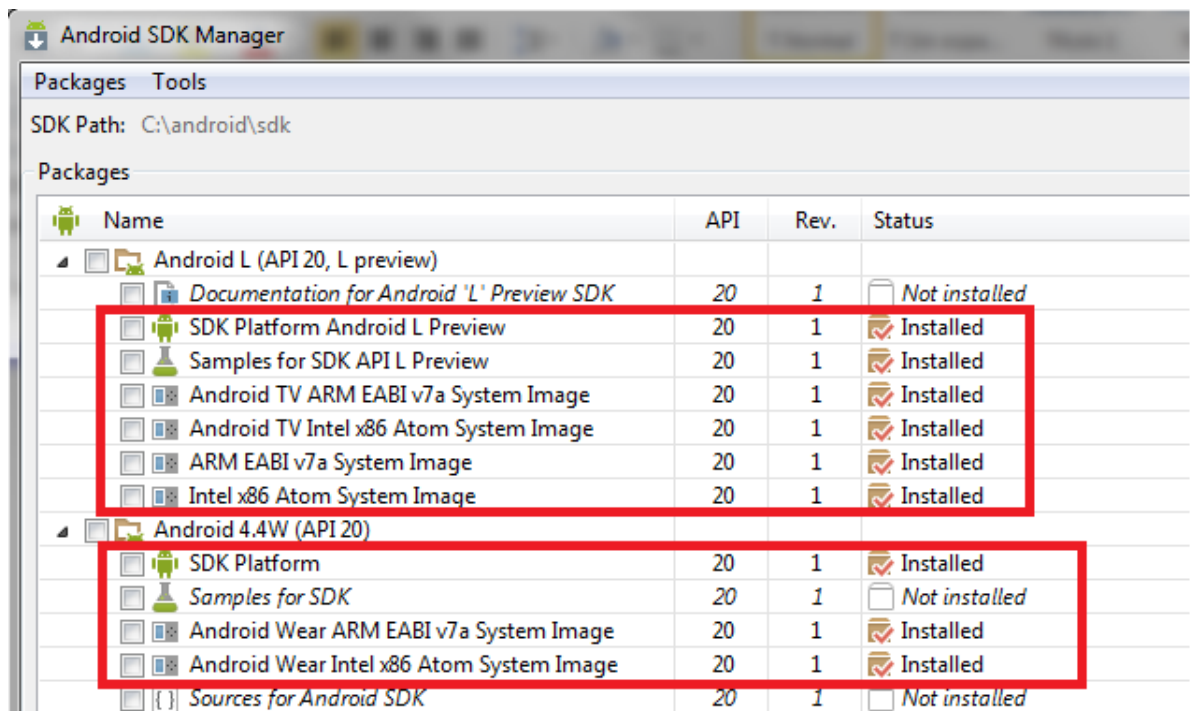 Android SDK Manager
Packages Tools
SDK Path: C:\android\sdk
Packages
Name API Rev. Status
Android L (API 20, L preview)
Documentation for Android 'L' Preview SDK 20 1 Not installed
SDK Platform Android L Preview 20 1 Installed
Samples for SDK API L Preview 20 1 Installed
Android TV ARM EABI v7a System Image 20 1 Installed
Android TV Intel x86 Atom System Image 20 1 Installed
ARM EABI v7a System Image 20 1 Installed
Intel x86 Atom System Image 20 1 Installed
Android 4.4W (API 20)
SDK Platform 20 1 Installed
Samples for SDK 20 1 Not installed
Android Wear ARM EABI v7a System Image 20 1 Installed
Android Wear Intel x86 Atom System Image 20 1 Installed
Sources for Android SDK 20 1 Not installed